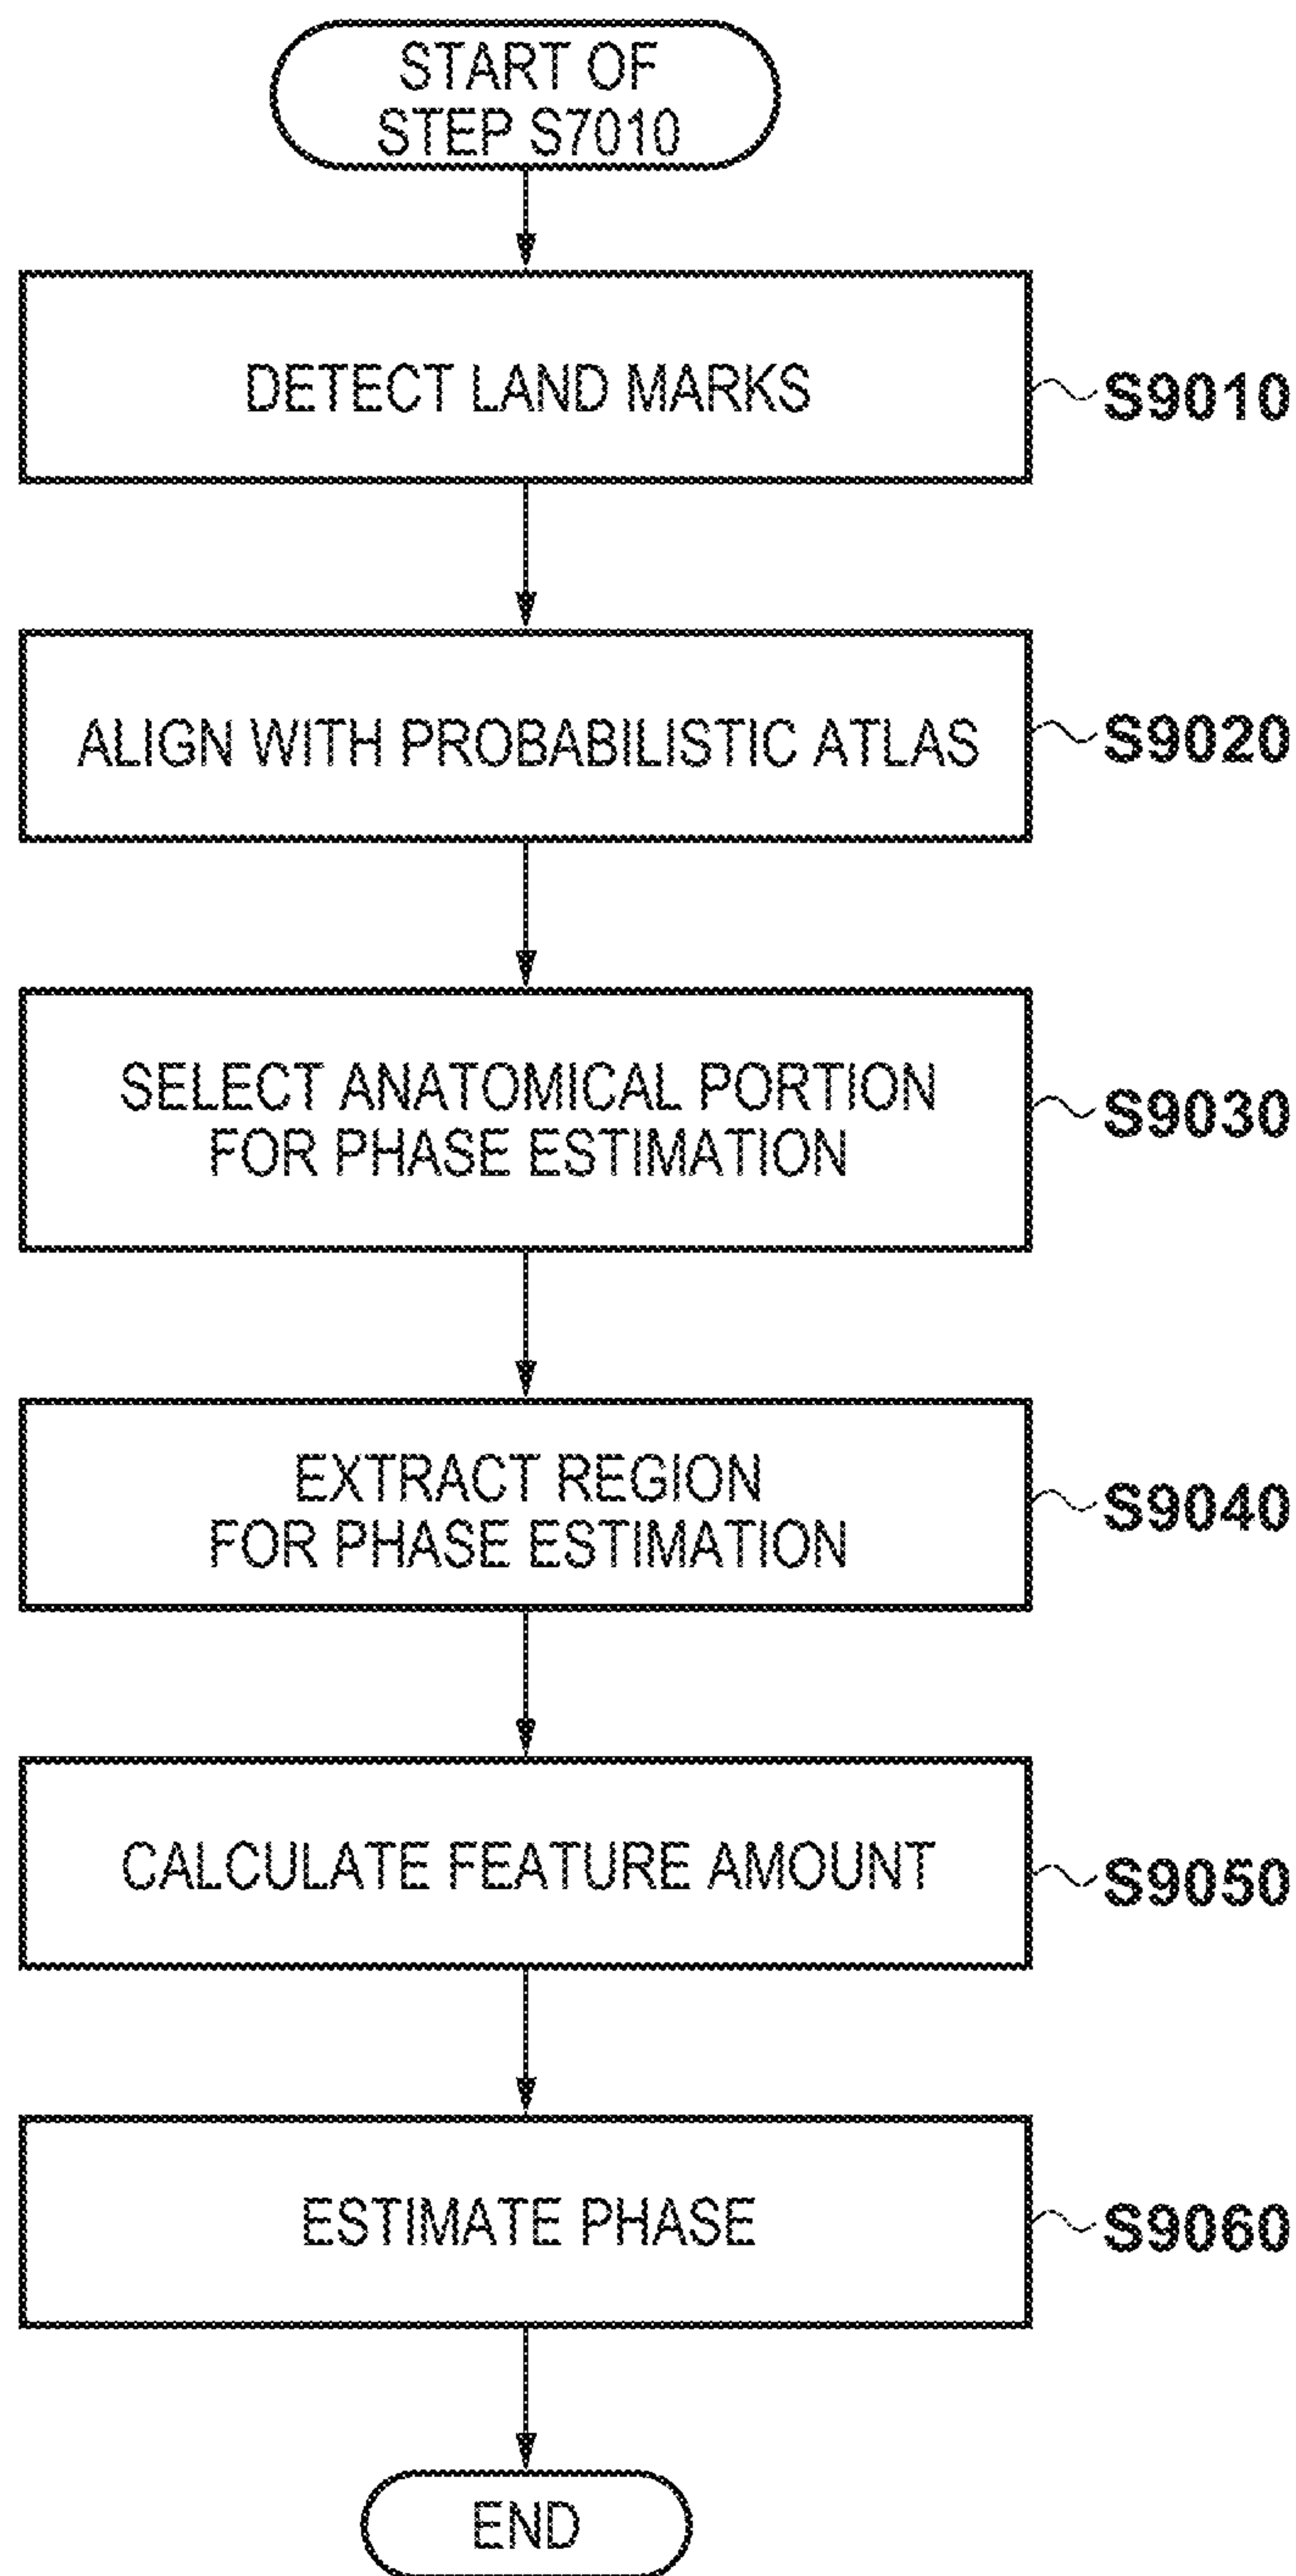 START OF
STEP S7010
DETECT LAND MARKS
S9010
ALIGN WITH PROBABILISTIC ATLAS
S9020
SELECT ANATOMICAL PORTION
FOR PHASE ESTIMATION
S9030
EXTRACT REGION
FOR PHASE ESTIMATION
S9040
CALCULATE FEATURE AMOUNT
S9050
ESTIMATE PHASE
S9060
END